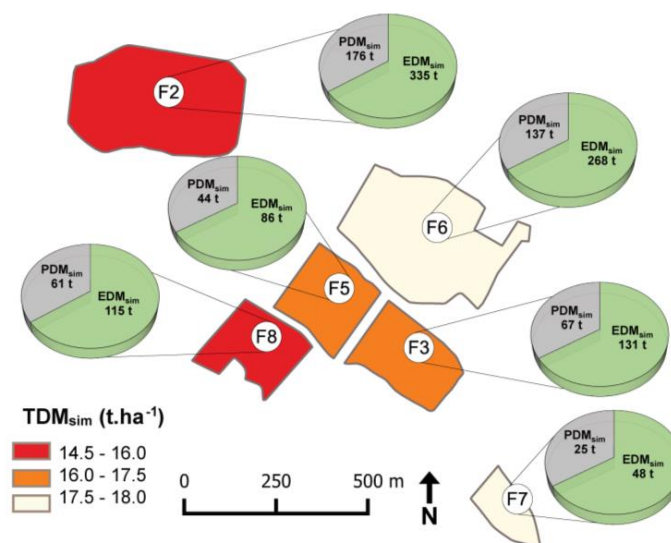 F2
PDMsim
176 t
EDMsim
335 t
PDMsim
137 t
EDMsim
268 t
F6
PDMsim
44 t
EDMsim
86 t
F5
PDMsim
61 t
EDMsim
115 t
F8
PDMsim
67 t
EDMsim
131 t
F3
PDMsim
25 t
EDMsim
48 t
F7
TDMsim (t.ha⁻¹)
14.5 - 16.0
16.0 - 17.5
17.5 - 18.0
0 250 500 m
N